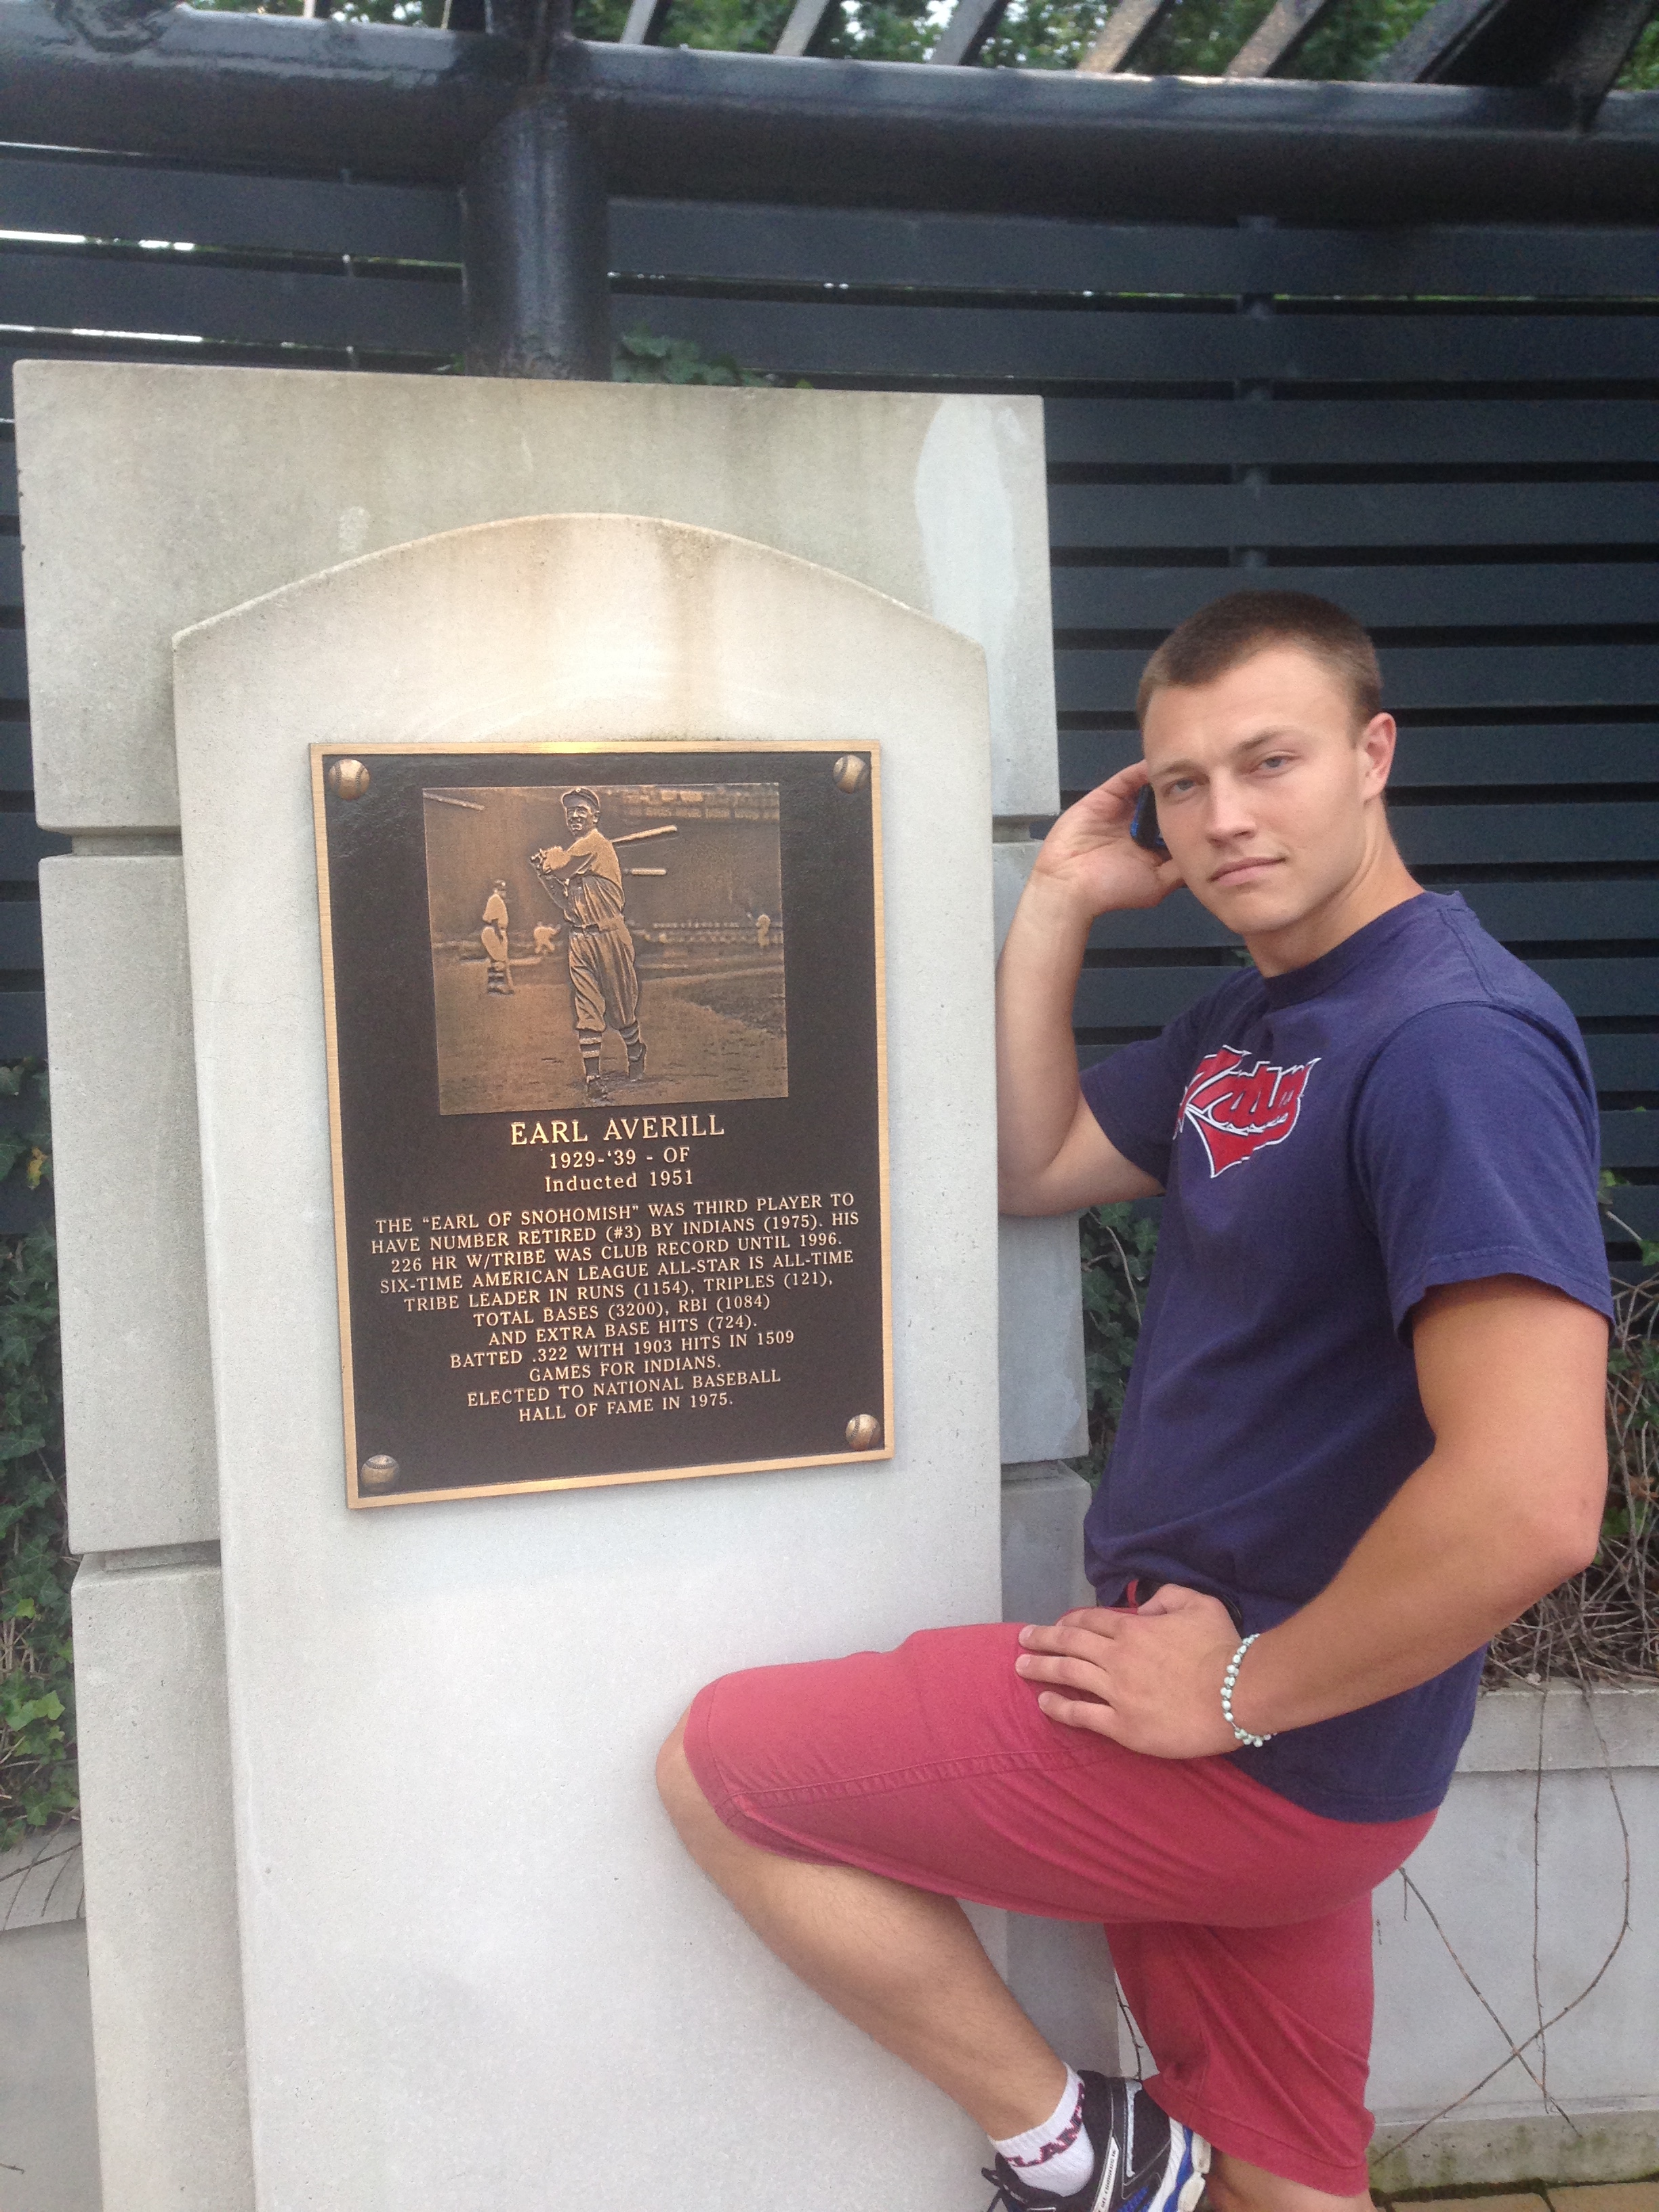 EARL AVERILL
1929-'39 - OF
Inducted 1951
THE "EARL OF SNOHOMISH" WAS THIRD PLAYER TO
HAVE NUMBER RETIRED (#3) BY INDIANS (1975). HIS
226 HR W/TRIBE WAS CLUB RECORD UNTIL 1996.
SIX-TIME AMERICAN LEAGUE ALL-STAR IS ALL-TIME
TRIBE LEADER IN RUNS (1154), TRIPLES (121),
TOTAL BASES (3200), RBI (1084)
AND EXTRA BASE HITS (724).
BATTED .322 WITH 1903 HITS IN 1509
GAMES FOR INDIANS.
ELECTED TO NATIONAL BASEBALL
HALL OF FAME IN 1975.